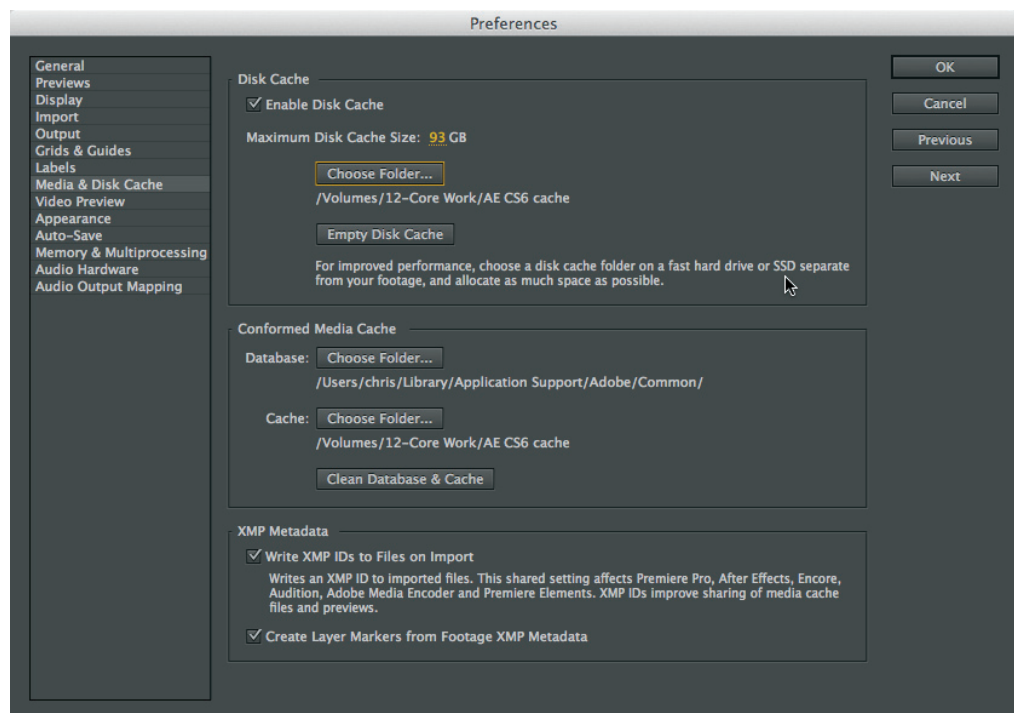 Preferences
General
Previews
Display
Import
Output
Grids & Guides
Labels
Media & Disk Cache
Video Preview
Appearance
Auto-Save
Memory & Multiprocessing
Audio Hardware
Audio Output Mapping
Disk Cache
Enable Disk Cache
Maximum Disk Cache Size: 93 GB
Choose Folder...
/Volumes/12-Core Work/AE CS6 cache
Empty Disk Cache
For improved performance, choose a disk cache folder on a fast hard drive or SSD separate
from your footage, and allocate as much space as possible.
Conformed Media Cache
Database: Choose Folder...
/Users/chris/Library/Application Support/Adobe/Common/
Cache: Choose Folder...
/Volumes/12-Core Work/AE CS6 cache
Clean Database & Cache
XMP Metadata
Write XMP IDs to Files on Import
Writes an XMP ID to imported files. This shared setting affects Premiere Pro, After Effects, Encore,
Audition, Adobe Media Encoder and Premiere Elements. XMP IDs improve sharing of media cache
files and previews.
Create Layer Markers from Footage XMP Metadata
OK
Cancel
Previous
Next